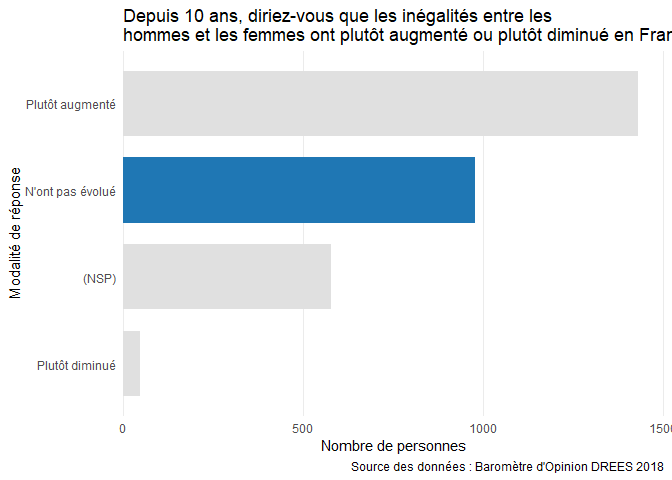 Depuis 10 ans, diriez-vous que les inégalités entre les
hommes et les femmes ont plutôt augmenté ou plutôt diminué en Fran
Modalité de réponse
Plutôt augmenté
N'ont pas évolué
(NSP)
Plutôt diminué
0 500 1000 1500
Nombre de personnes
Source des données : Baromètre d'Opinion DREES 2018